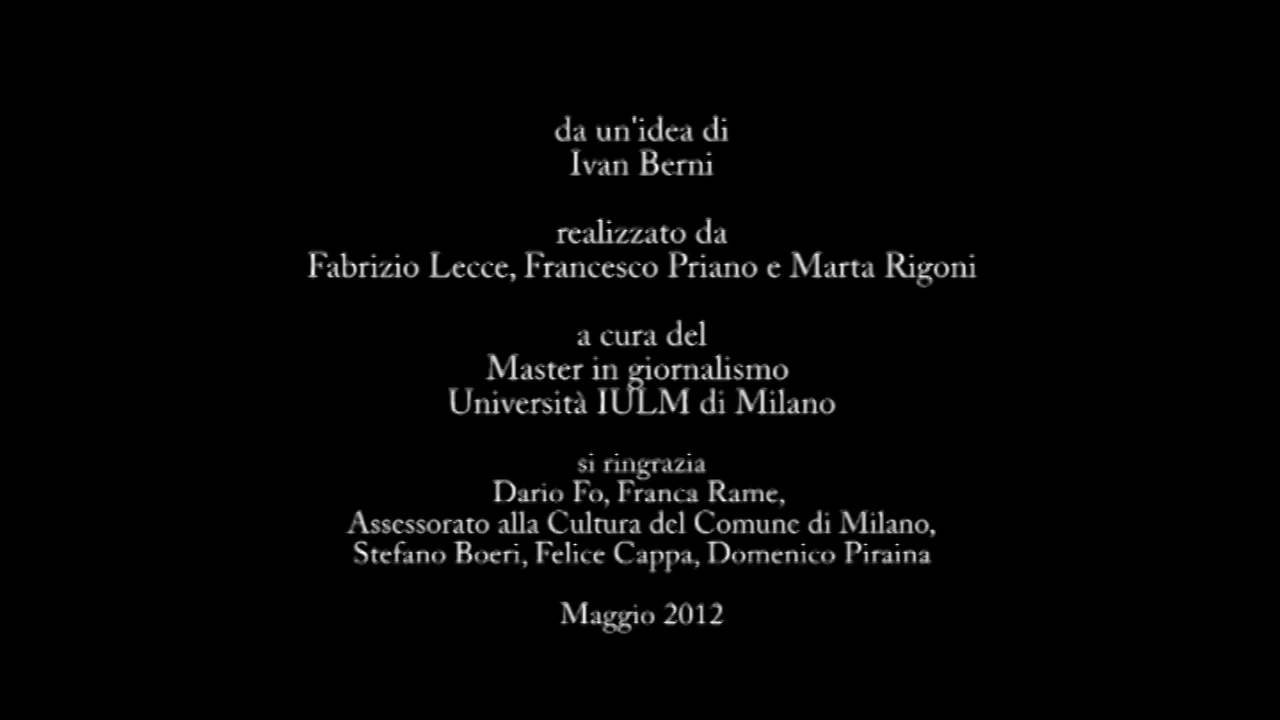 da un'idea di
Ivan Berni
realizzato da
Fabrizio Lecce, Francesco Priano e Marta Rigoni
a cura del
Master in giornalismo
Università IULM di Milano
si ringrazia
Dario Fo, Franca Rame,
Assessorato alla Cultura del Comune di Milano,
Stefano Boeri, Felice Cappa, Domenico Piraina
Maggio 2012